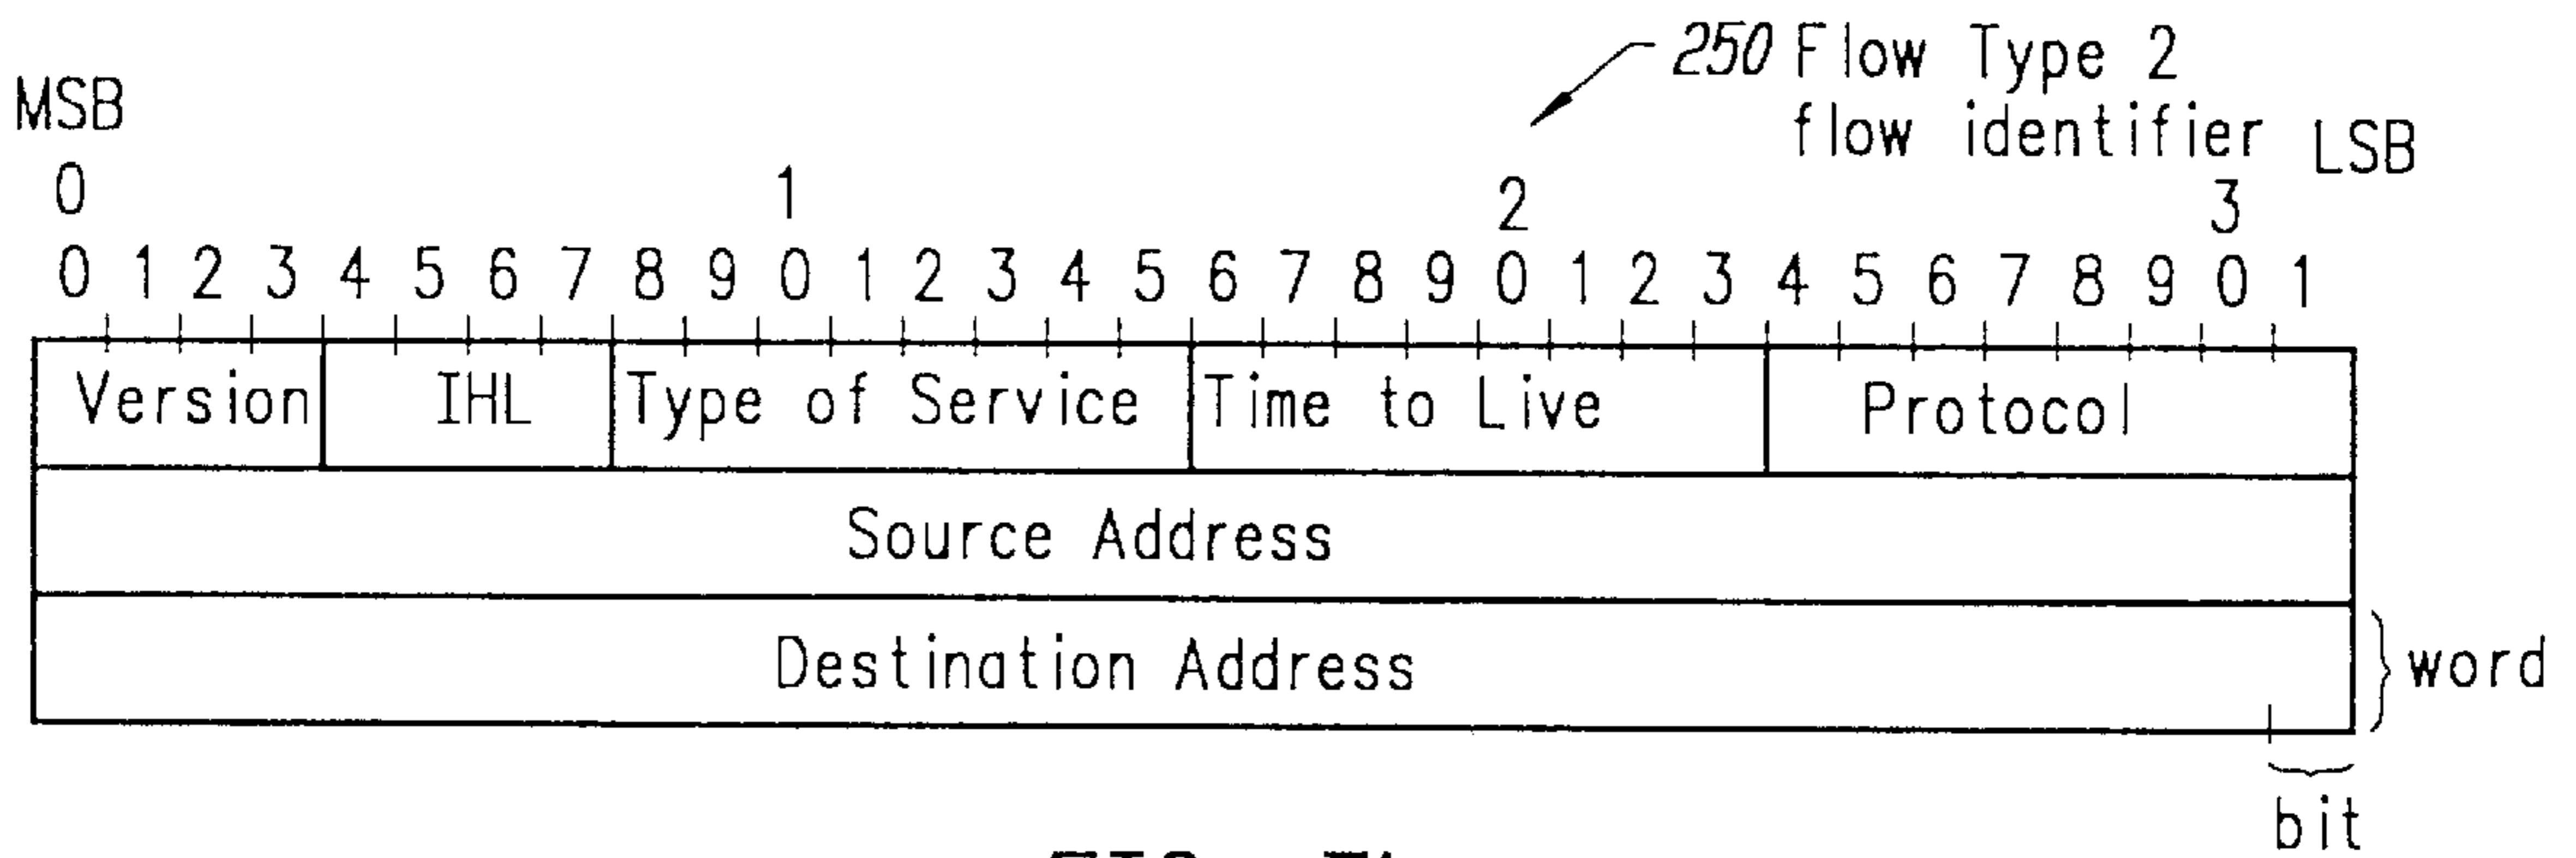 250 Flow Type 2
flow identifier
MSB
LSB
0 1 2 3
0 1 2 3 4 5 6 7 8 9 0 1 2 3 4 5 6 7 8 9 0 1 2 3 4 5 6 7 8 9 0 1
Version IHL Type of Service Time to Live Protocol
Source Address
Destination Address
word
bit